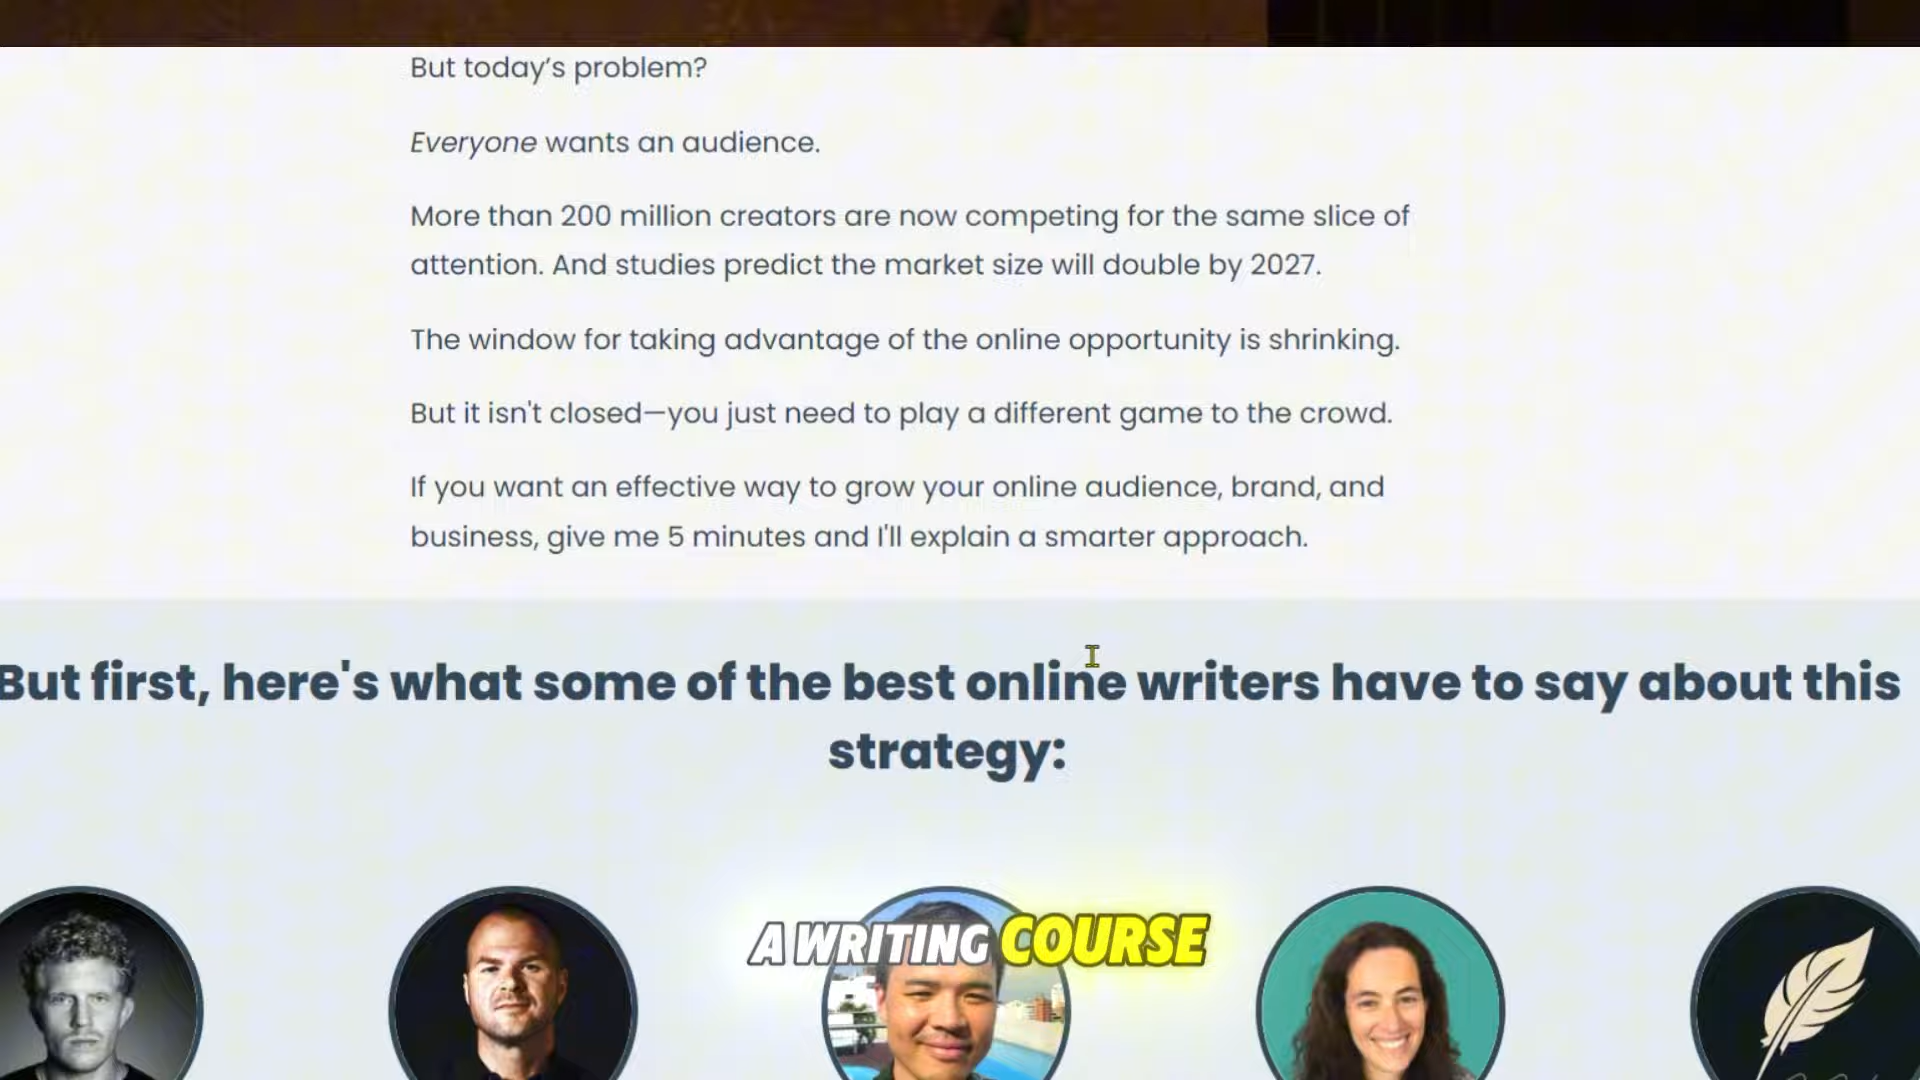 But today’s problem?
Everyone wants an audience.
More than 200 million creators are now competing for the same slice of
attention. And studies predict the market size will double by 2027.
The window for taking advantage of the online opportunity is shrinking.
But it isn't closed—you just need to play a different game to the crowd.
If you want an effective way to grow your online audience, brand, and
business, give me 5 minutes and I'll explain a smarter approach.
But first, here's what some of the best online writers have to say about this
strategy:
A WRITING COURSE